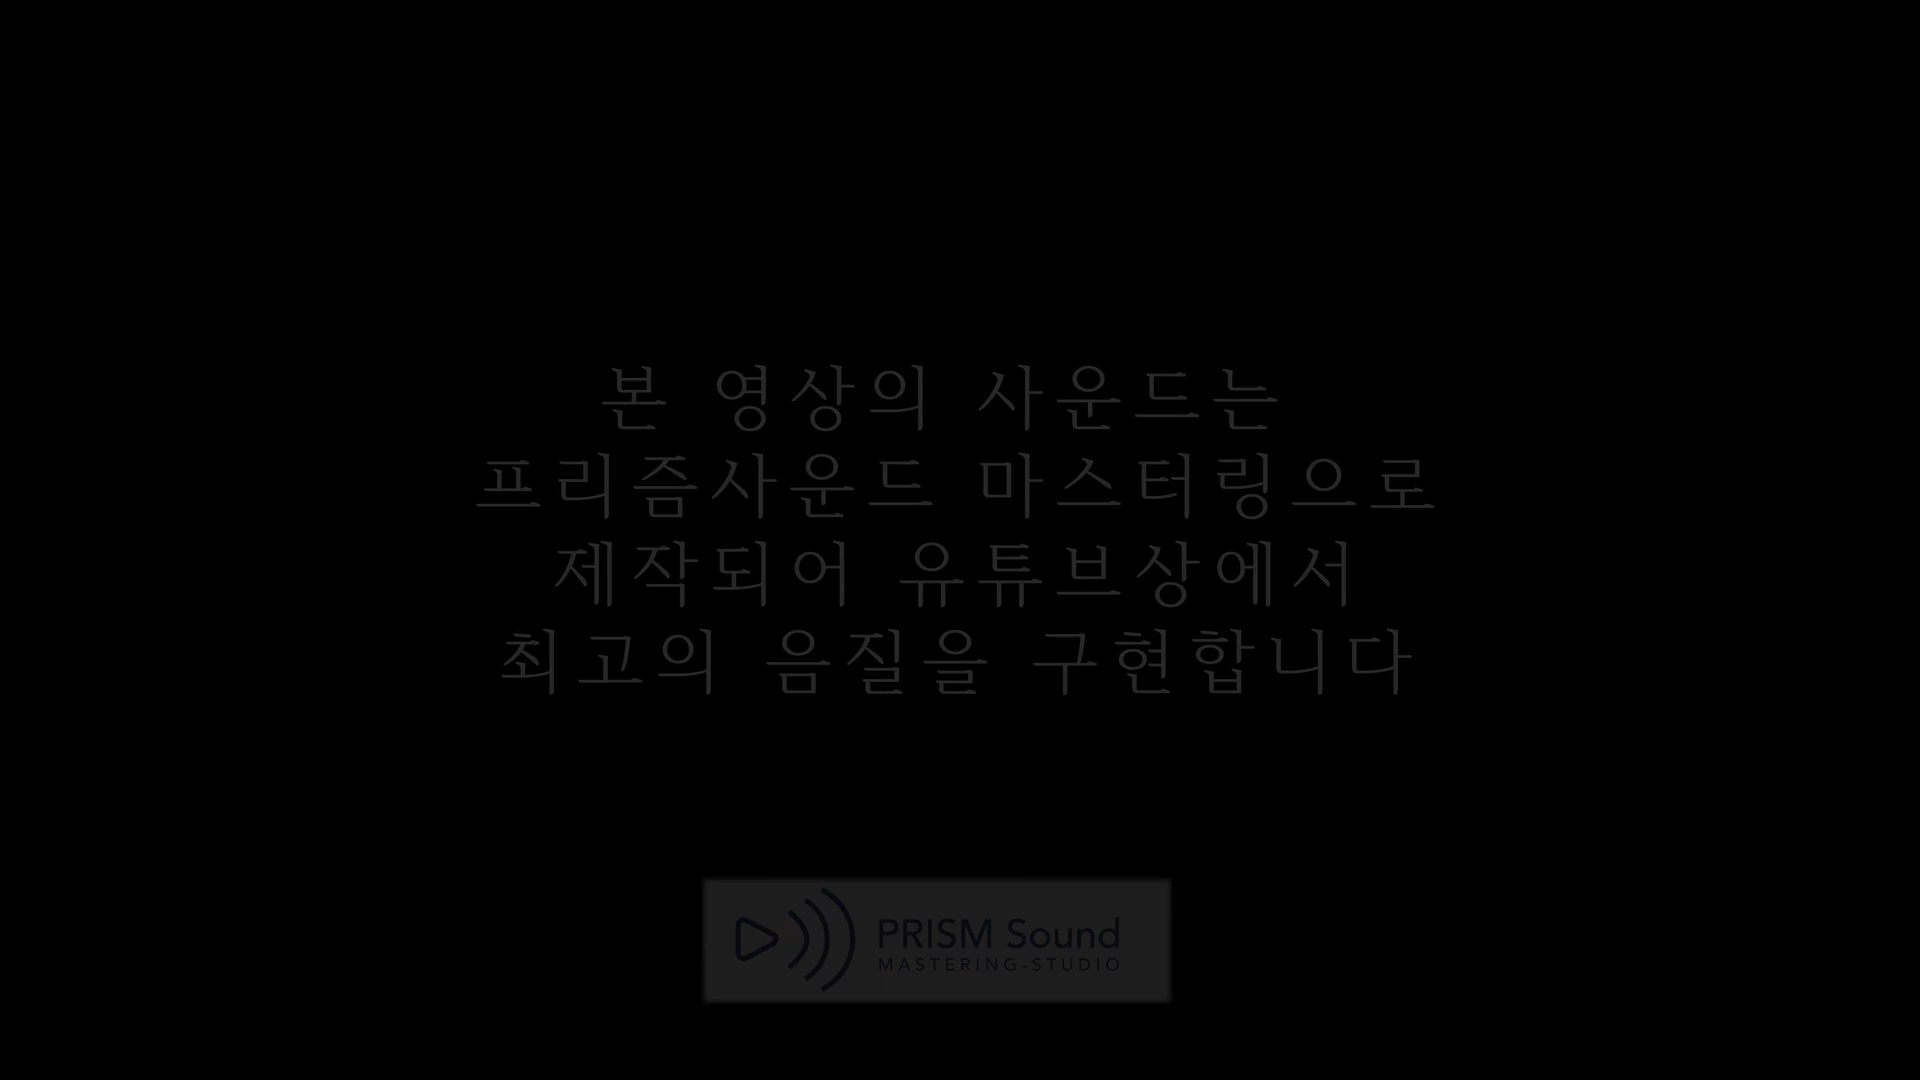 본 영상의 사운드는
프리즘사운드 마스터링으로
제작되어 유튜브상에서
최고의 음질을 구현합니다
PRISM Sound
MASTERING-STUDIO